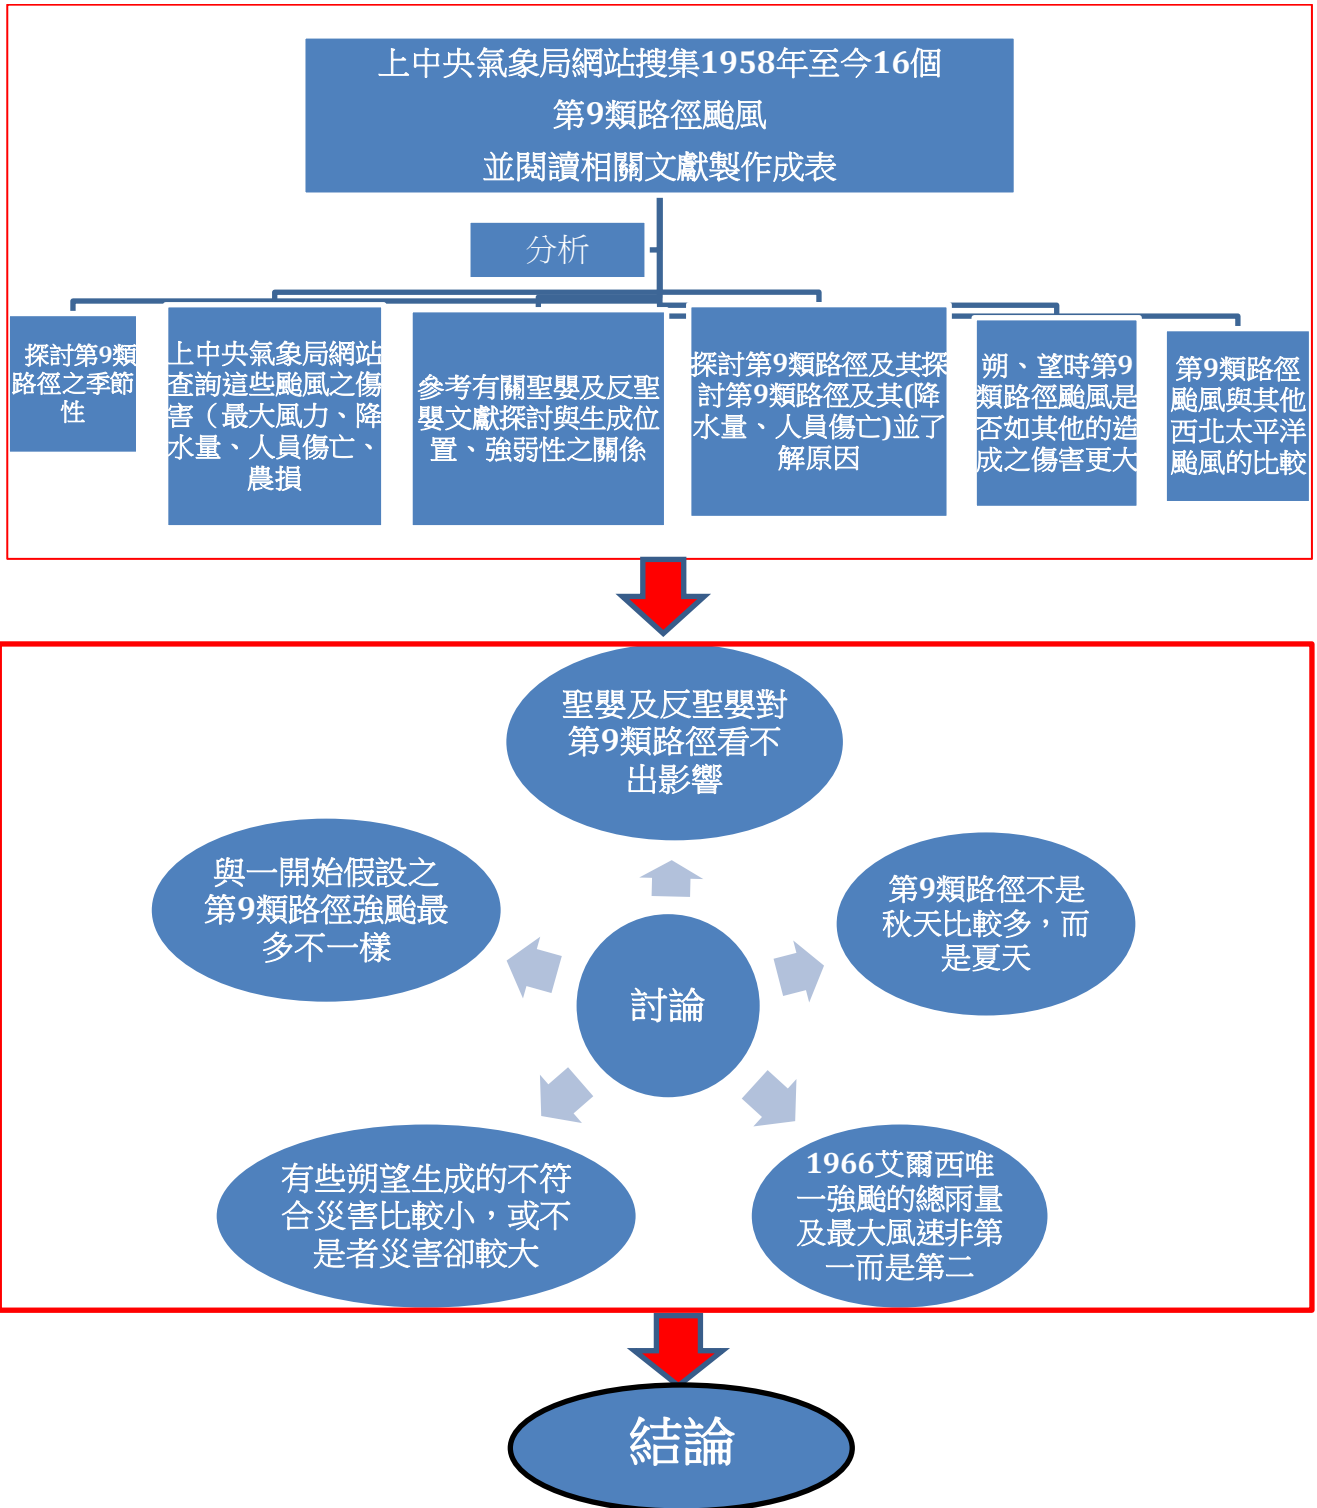 上中央氣象局網站搜集1958年至今16個
第9類路徑颱風
並閱讀相關文獻製作成表
分析
探討第9類
路徑之季節
性
上中央氣象局網站
查詢這些颱風之傷
害（最大風力、降
水量、人員傷亡、
農損
參考有關聖嬰及反聖
嬰文獻探討與生成位
置、強弱性之關係
探討第9類路徑及其探
討第9類路徑及其(降
水量、人員傷亡)並了
解原因
朔、望時第9
類路徑颱風是
否如其他的造
成之傷害更大
第9類路徑
颱風與其他
西北太平洋
颱風的比較
聖嬰及反聖嬰對
第9類路徑看不
出影響
與一開始假設之
第9類路徑強颱最
多不一樣
第9類路徑不是
秋天比較多，而
是夏天
討論
有些朔望生成的不符
合災害比較小，或不
是者災害卻較大
1966艾爾西唯
一強颱的總雨量
及最大風速非第
一而是第二
結論